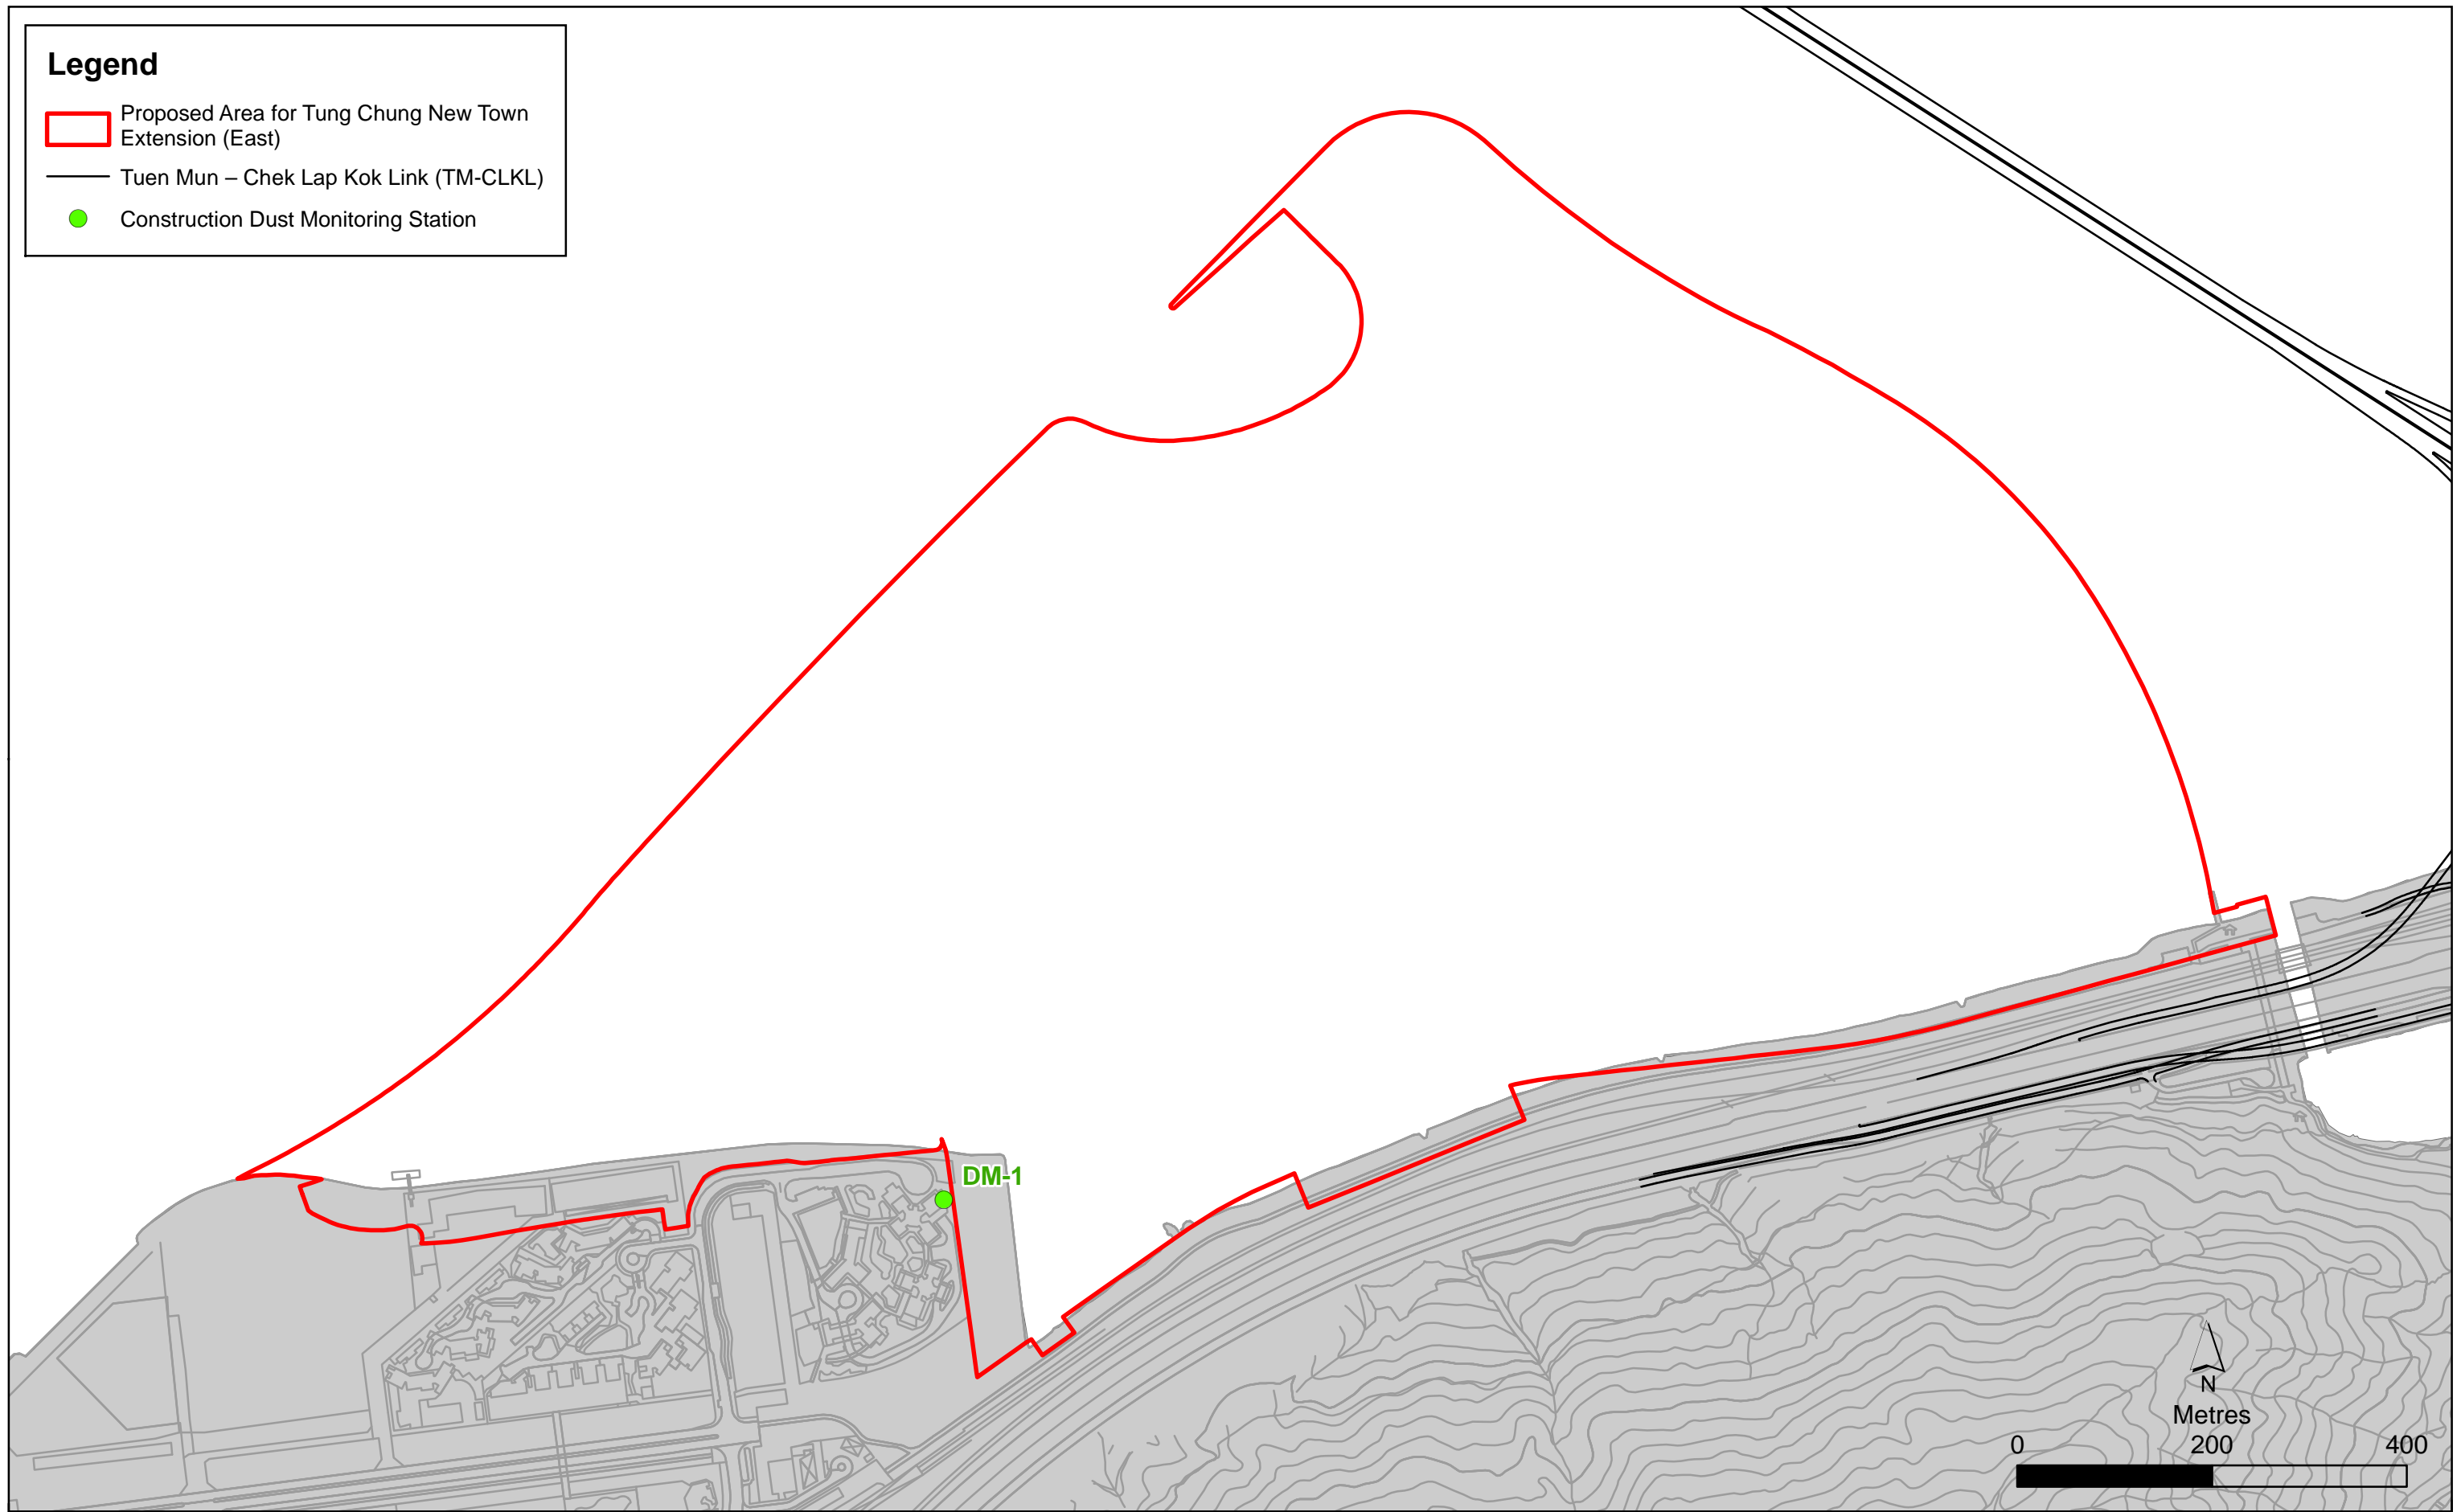 Legend
Proposed Area for Tung Chung New Town
Extension (East)
Tuen Mun – Chek Lap Kok Link (TM-CLKL)
Construction Dust Monitoring Station
DM-1
N
Metres
0 200 400